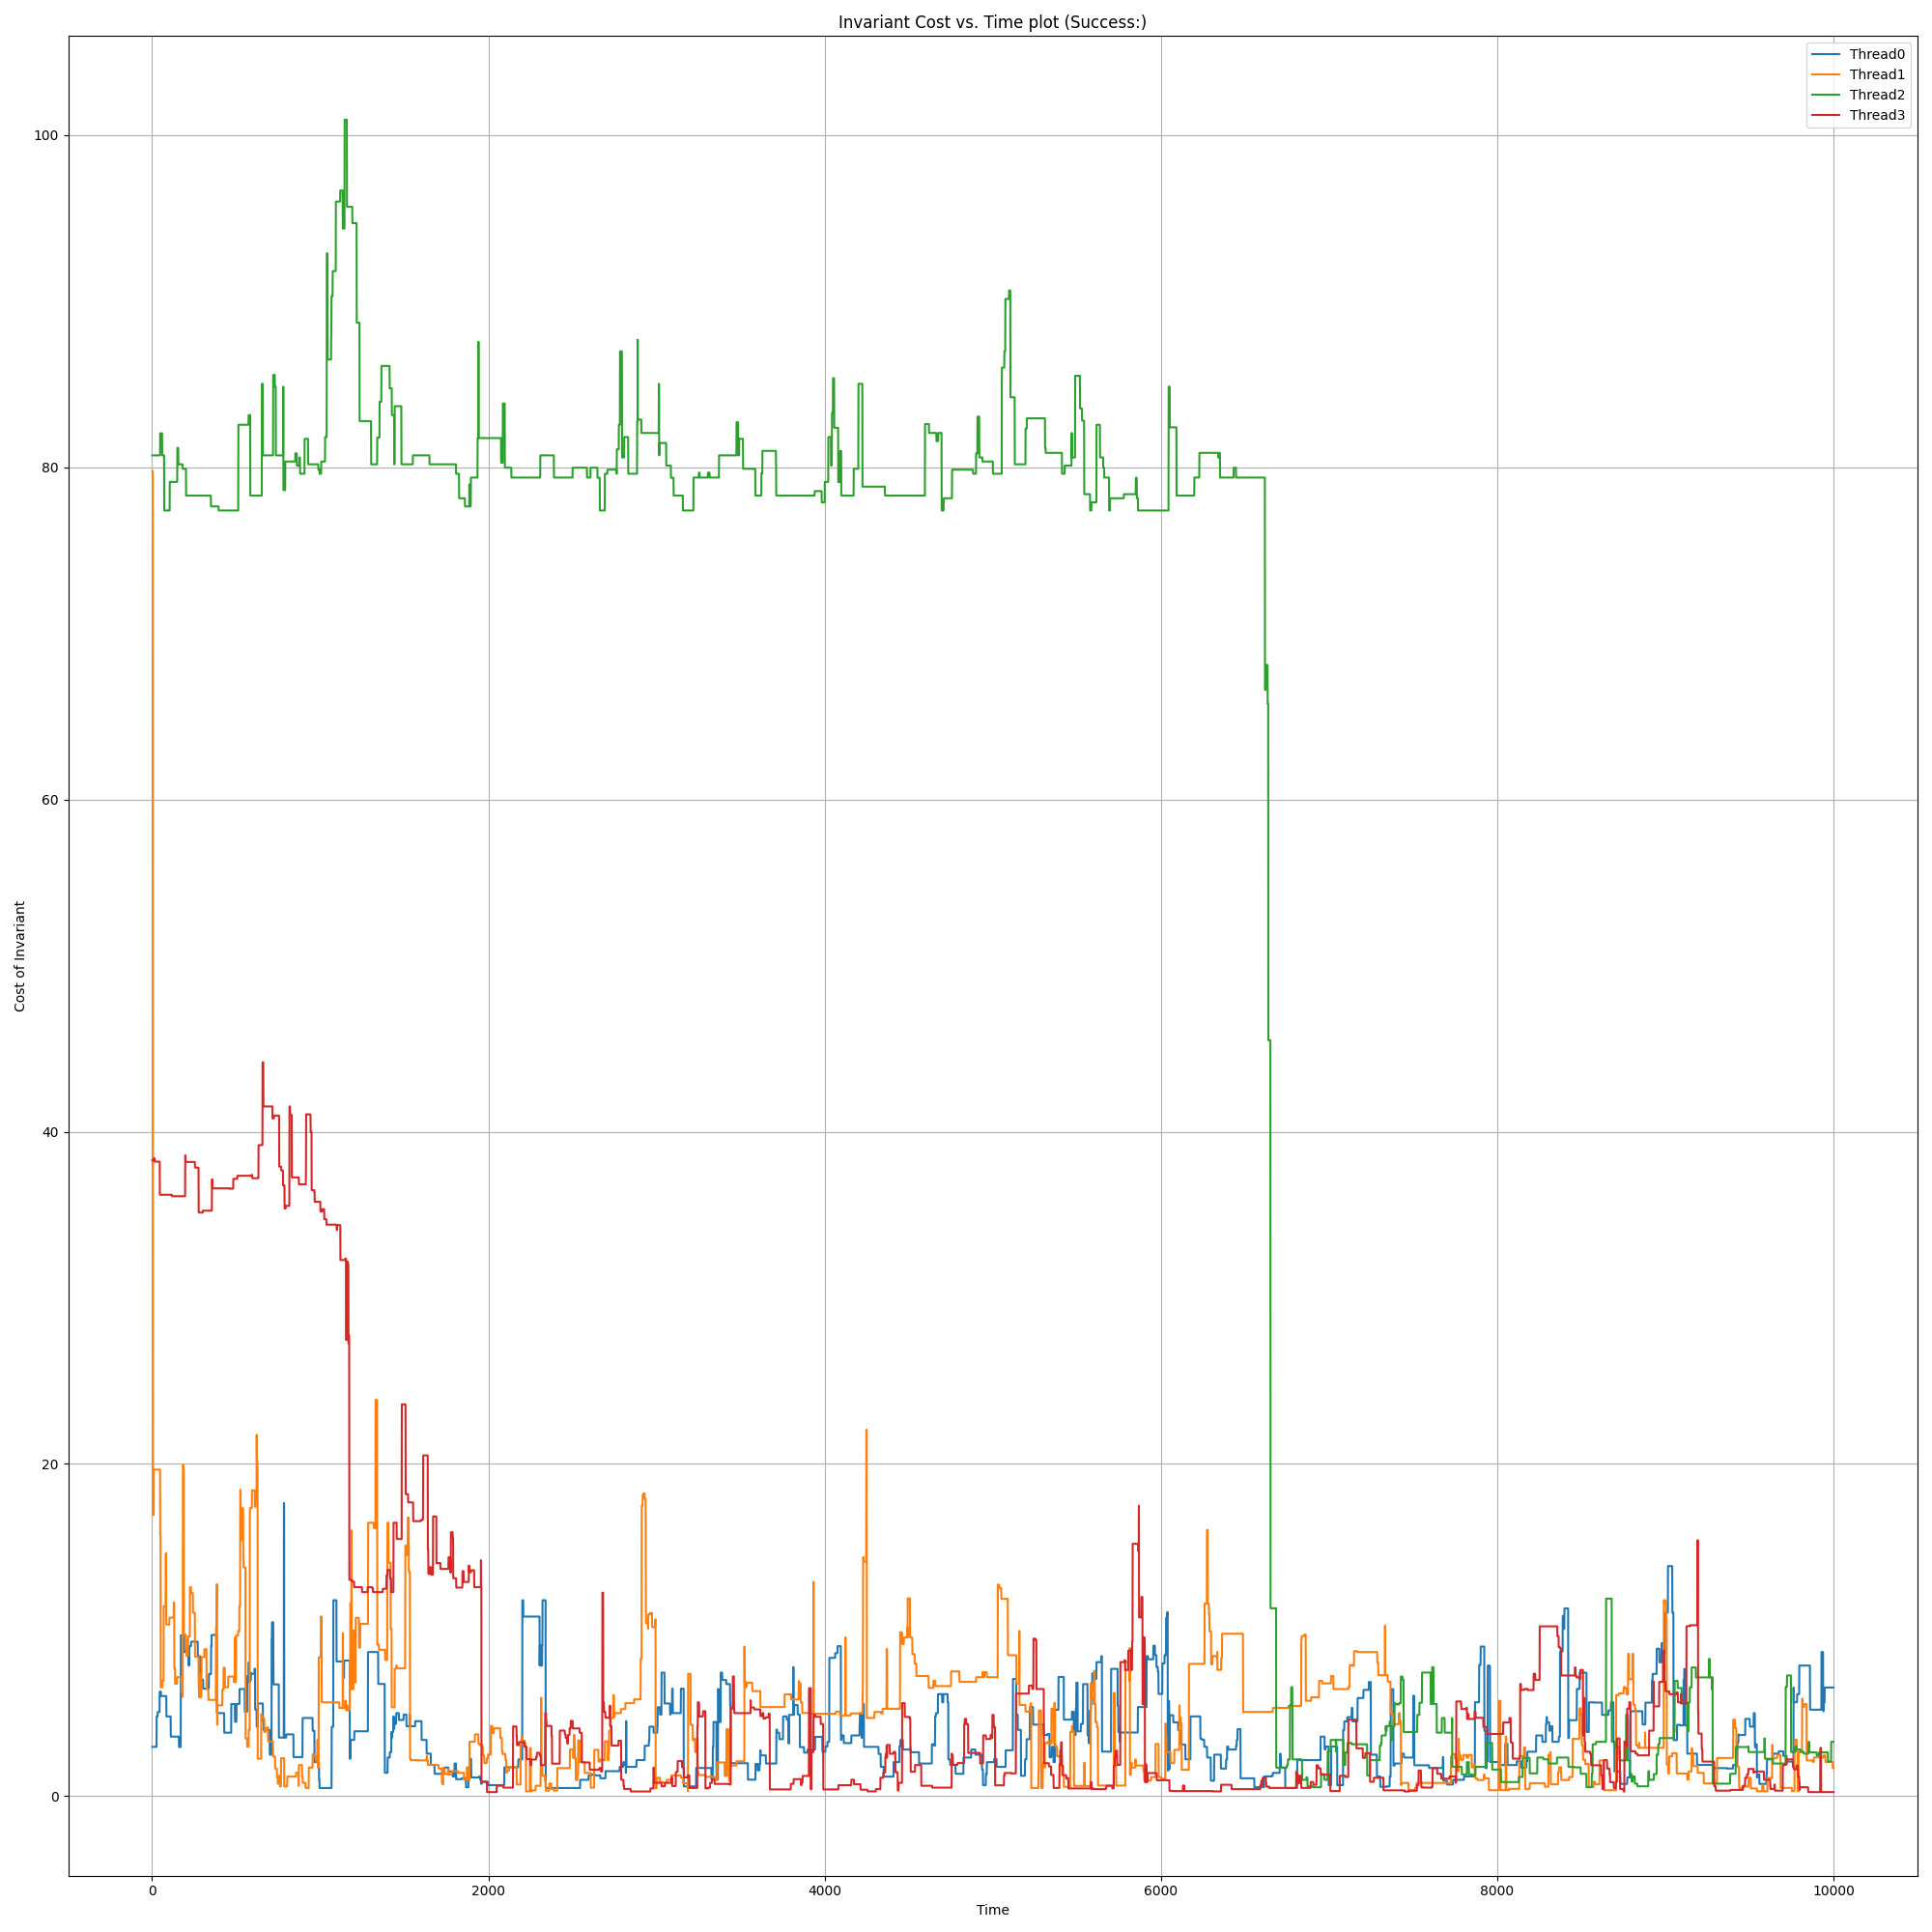 Invariant Cost vs. Time plot (Success:)
Thread0
Thread1
Thread2
Thread3
100
80
60
40
20
0
Cost of Invariant
0 2000 4000 6000 8000 10000
Time